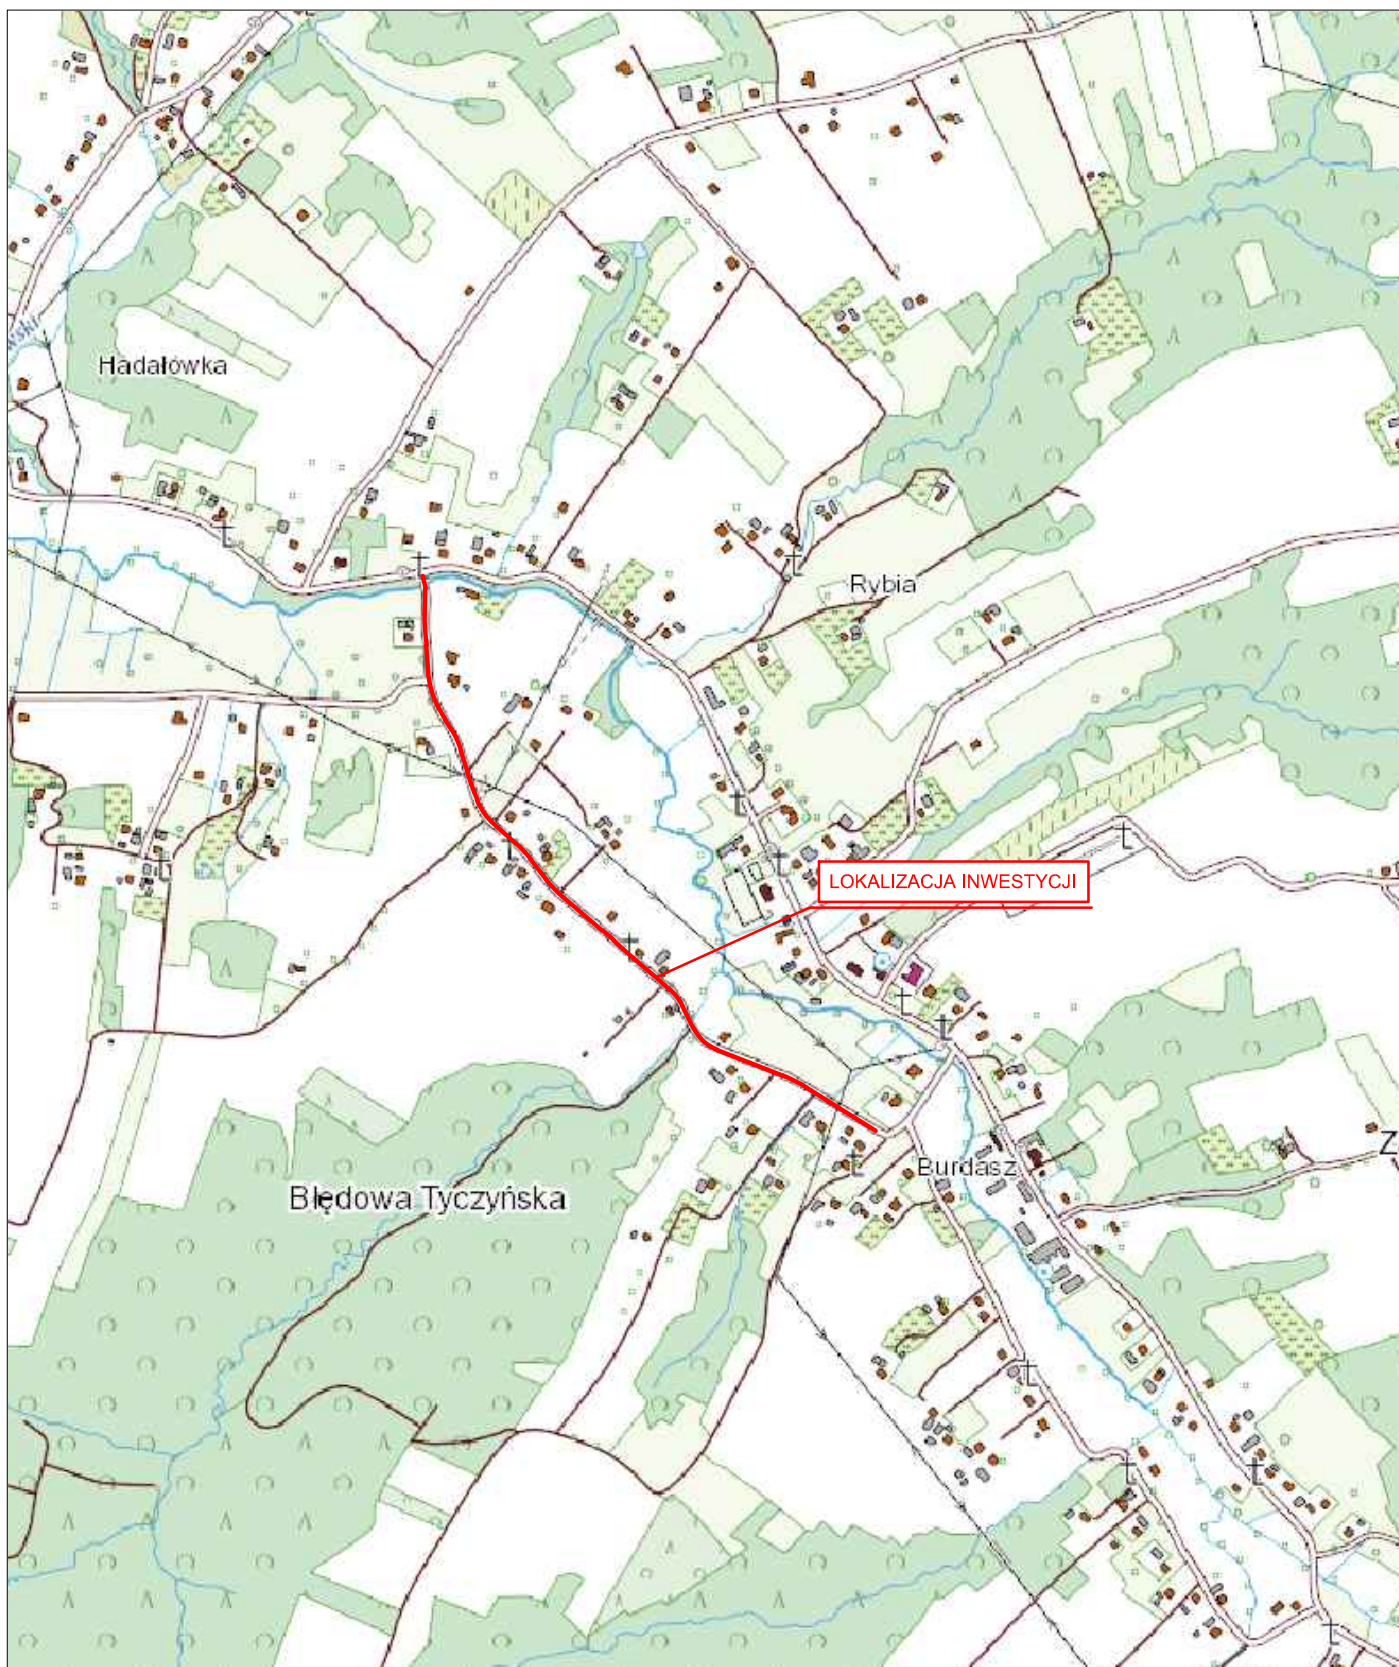 Hadałówka
Rybia
LOKALIZACJA INWESTYCJI
Burdasz
Błędowa Tyczyńska